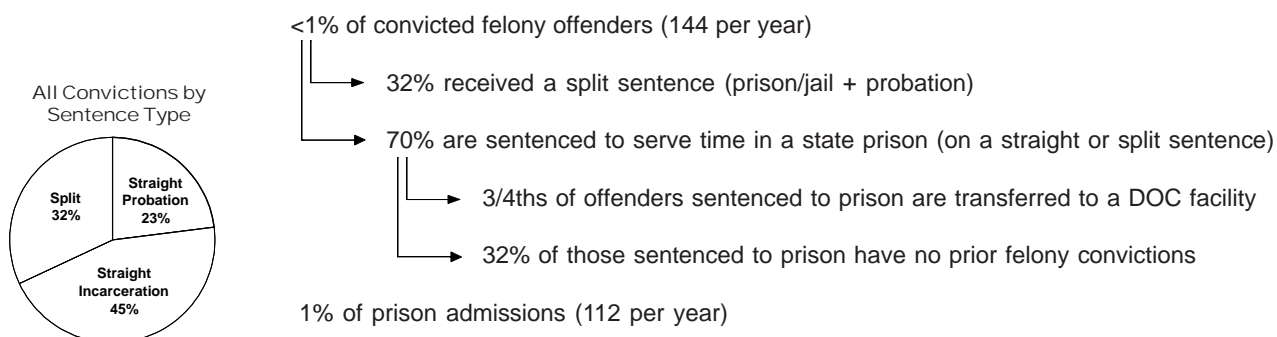 <1% of convicted felony offenders (144 per year)
32% received a split sentence (prison/jail + probation)
All Convictions by
Sentence Type
70% are sentenced to serve time in a state prison (on a straight or split sentence)
Split
32%
Straight
Probation
23%
3/4ths of offenders sentenced to prison are transferred to a DOC facility
32% of those sentenced to prison have no prior felony convictions
Straight
Incarceration
45%
1% of prison admissions (112 per year)